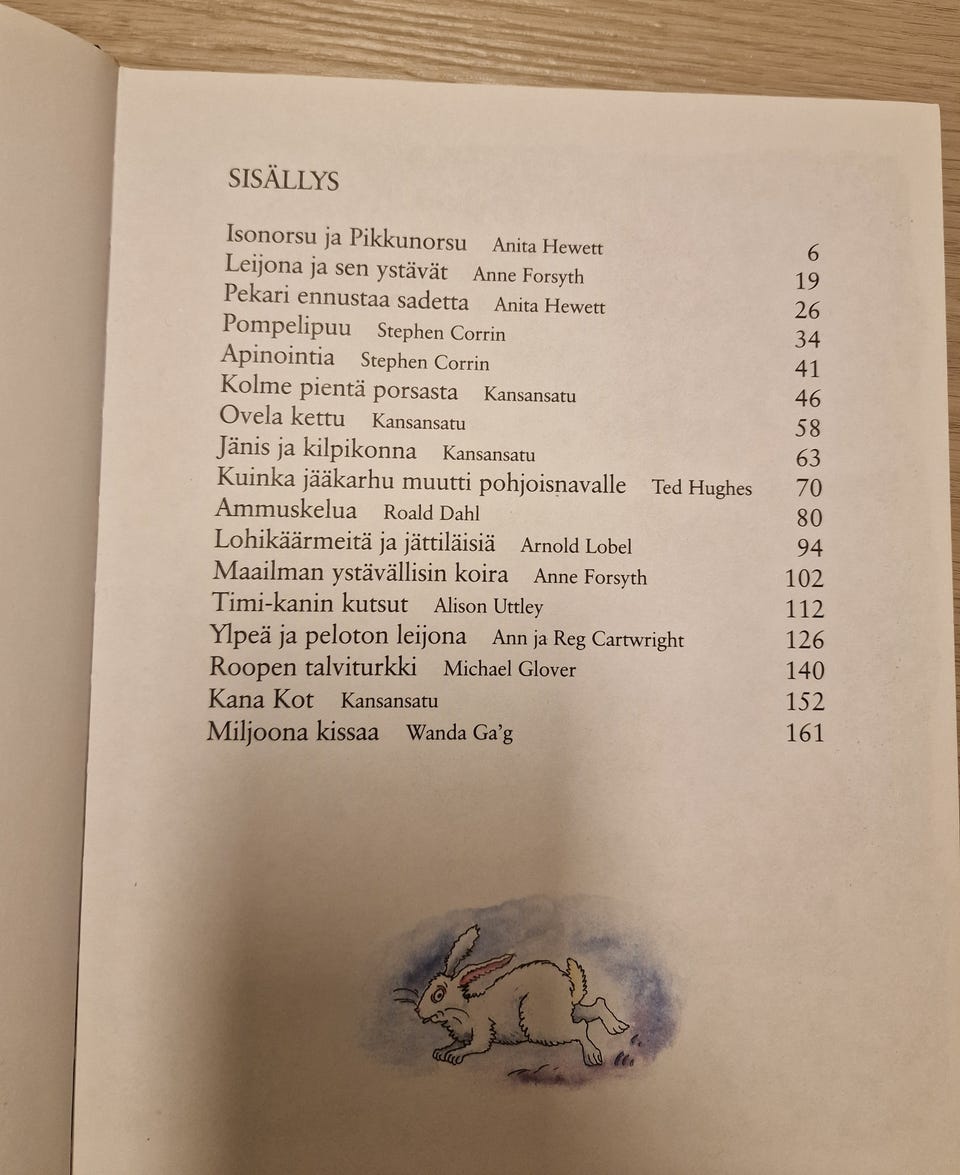 SISÄLLYS
Isonorsu ja Pikkunorsu Anita Hewett 6
Leijona ja sen ystävät Anne Forsyth 19
Pekari ennustaa sadetta Anita Hewett 26
Pompelipuu Stephen Corrin 34
Apinointia Stephen Corrin 41
Kolme pientä porsasta Kansansatu 46
Ovela kettu Kansansatu 58
Jänis ja kilpikonna Kansansatu 63
Kuinka jääkarhu muutti pohjoisnavalle Ted Hughes 70
Ammuskelua Roald Dahl 80
Lohikäärmeitä ja jättiläisiä Arnold Lobel 94
Maailman ystävällisin koira Anne Forsyth 102
Timi-kanin kutsut Alison Uttley 112
Ylpeä ja peloton leijona Ann ja Reg Cartwright 126
Roopen talviturkki Michael Glover 140
Kana Kot Kansansatu 152
Miljoona kissaa Wanda Ga'g 161